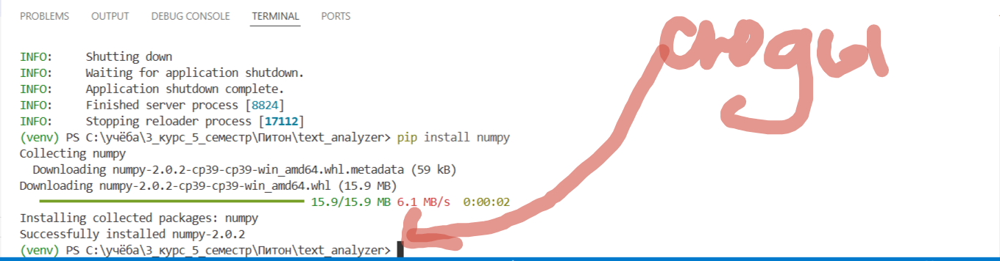 PROBLEMS OUTPUT DEBUG CONSOLE TERMINAL PORTS
сюды
INFO: Shutting down
INFO: Waiting for application shutdown.
INFO: Application shutdown complete.
INFO: Finished server process [8824]
INFO: Stopping reloader process [17112]
(venv) PS C:\учёба\3_курс_5_семестр\Питон\text_analyzer> pip install numpy
Collecting numpy
Downloading numpy-2.0.2-cp39-cp39-win_amd64.whl.metadata (59 kB)
Downloading numpy-2.0.2-cp39-cp39-win_amd64.whl (15.9 MB)
15.9/15.9 MB 6.1 MB/s 0:00:02
Installing collected packages: numpy
Successfully installed numpy-2.0.2
(venv) PS C:\учёба\3_курс_5_семестр\Питон\text_analyzer>